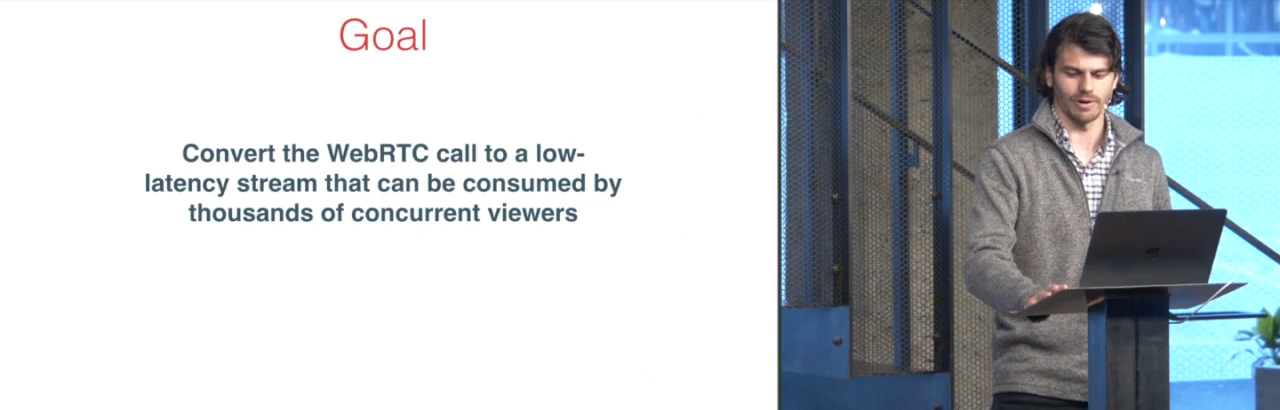 Goal
Convert the WebRTC call to a low-
latency stream that can be consumed by
thousands of concurrent viewers